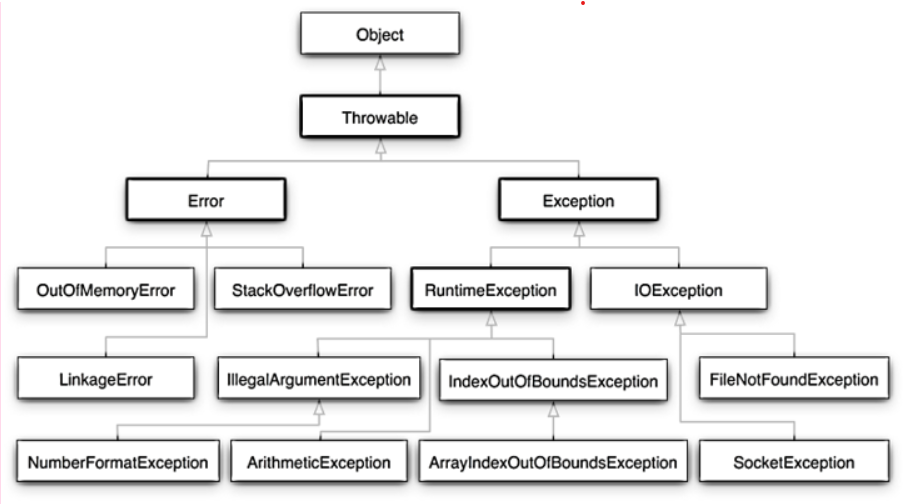 Object
Throwable
Error
Exception
OutOfMemoryError
StackOverflowError
RuntimeException
IOException
LinkageError
IllegalArgumentException
IndexOutOfBoundsException
FileNotFoundException
NumberFormatException
ArithmeticException
ArrayIndexOutOfBoundsException
SocketException